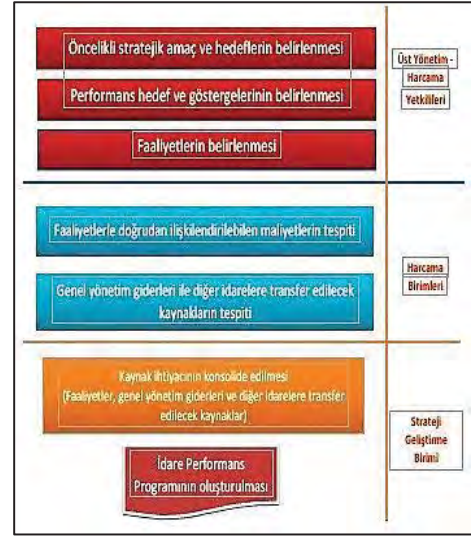 Öncelikli stratejik amaç ve hedeflerin belirlenmesi
Performans hedef ve göstergelerinin belirlenmesi
Faaliyetlerin belirlenmesi
Üst Yönetim -
Harcama
Yetkilileri
Faaliyetlerle doğrudan ilişkilendirilebilen maliyetlerin tespiti
Genel yönetim giderleri ile diğer idarelere transfer edilecek
kaynakların tespiti
Harcama
Birimleri
Kaynak ihtiyacının konsolide edilmesi
(Faaliyetler, genel yönetim giderleri ve diğer idarelere transfer
edilecek kaynaklar)
İdare Performans
Programının oluşturulması
Strateji
Geliştirme
Birimi